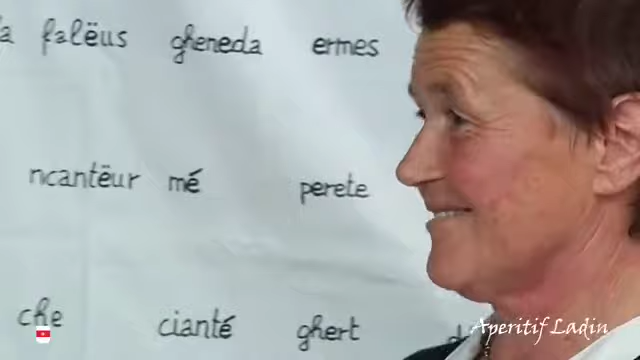 falëus gheneda ermes
ncantëur mé perete
che cianté ghert
Aperitif Ladin